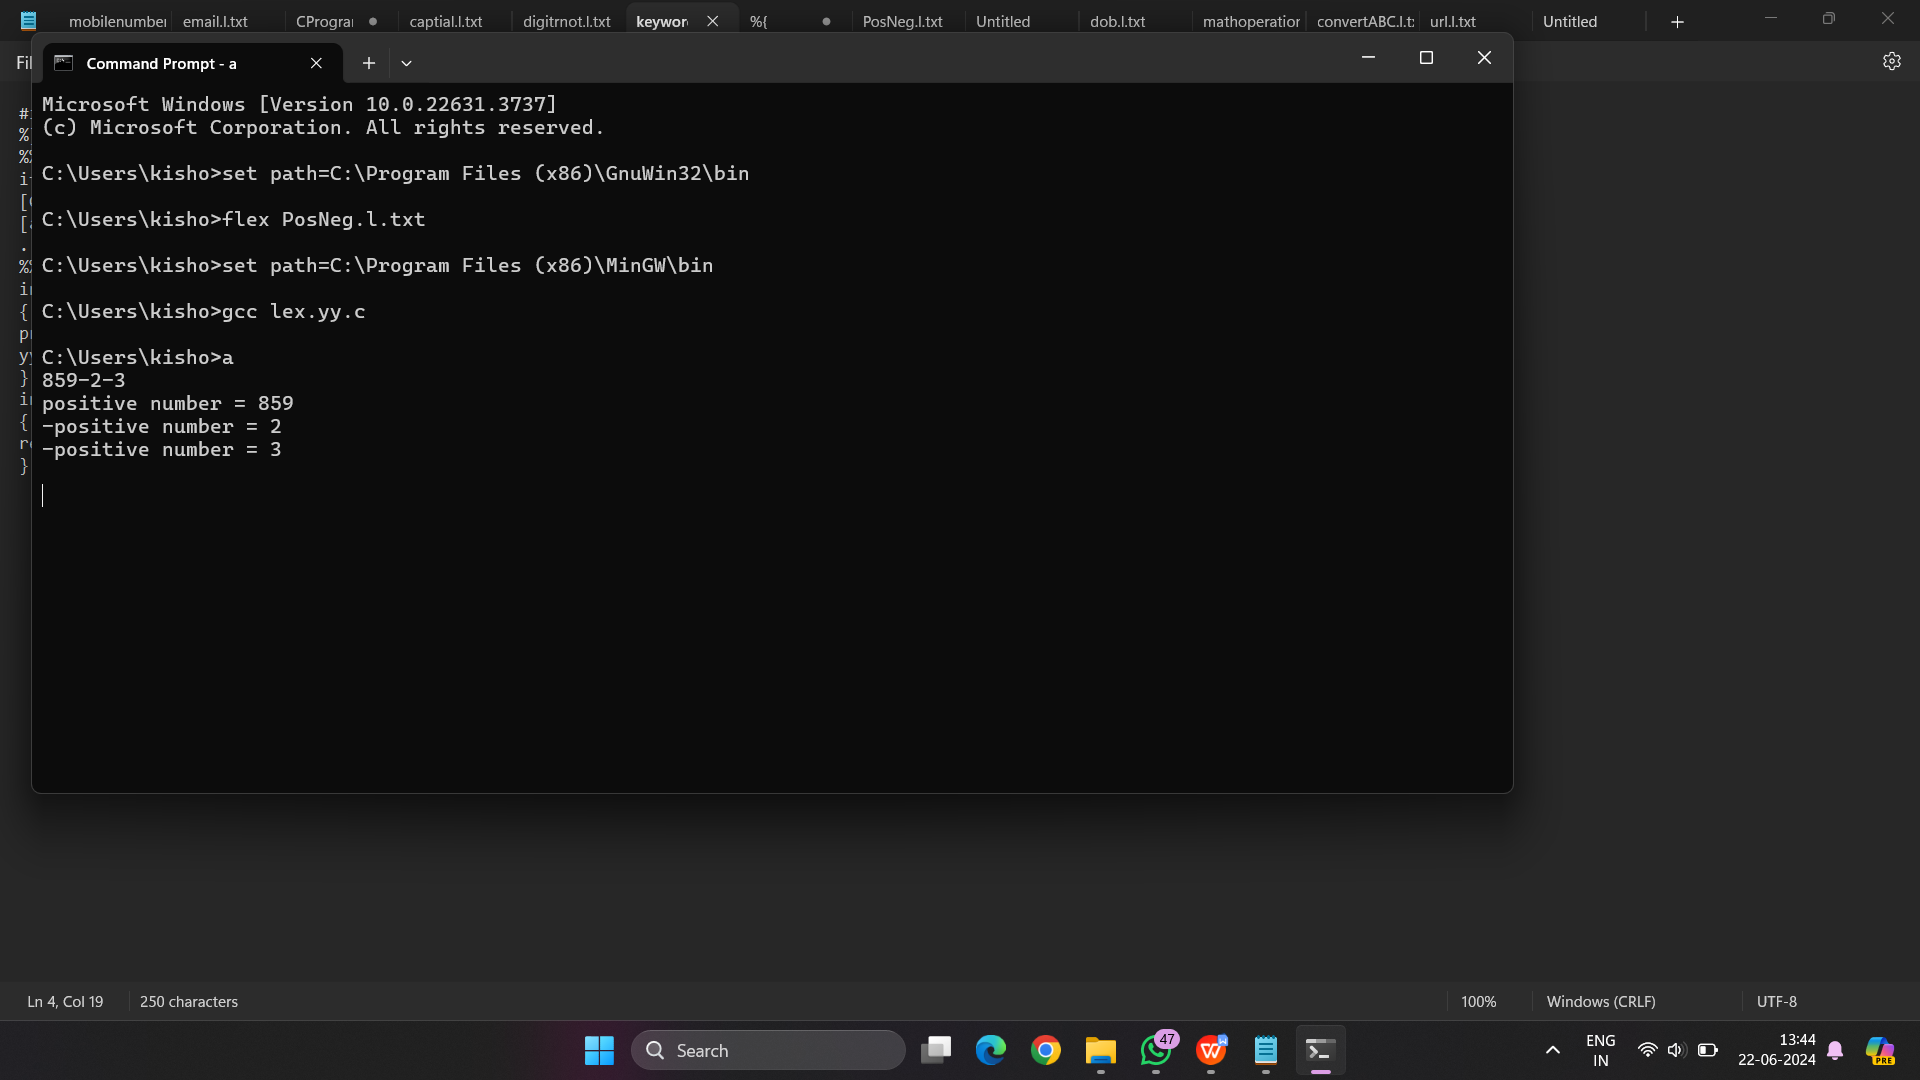 mobilenumber email.l.txt CProgra captial.l.txt digitrnot.l.txt keywor %{ PosNeg.l.txt Untitled dob.l.txt mathoperation convertABC.l.t url.l.txt Untitled
Command Prompt - a
Microsoft Windows [Version 10.0.22631.3737]
(c) Microsoft Corporation. All rights reserved.
C:\Users\kisho>set path=C:\Program Files (x86)\GnuWin32\bin
C:\Users\kisho>flex PosNeg.l.txt
C:\Users\kisho>set path=C:\Program Files (x86)\MinGW\bin
C:\Users\kisho>gcc lex.yy.c
C:\Users\kisho>a
859-2-3
positive number = 859
-positive number = 2
-positive number = 3
{
}
{
}
Ln 4, Col 19 250 characters 100% Windows (CRLF) UTF-8
Search 47 PRE
ENG
IN
13:44
22-06-2024